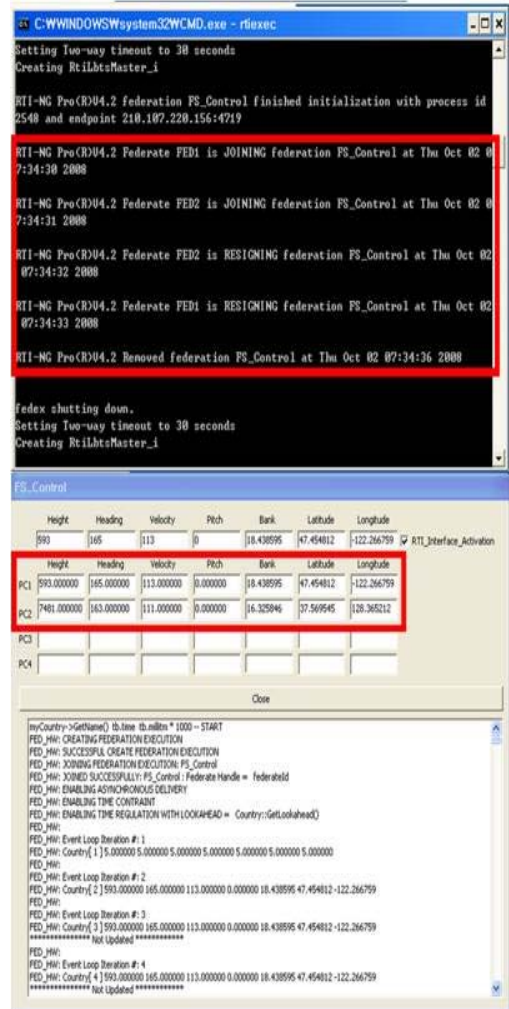 C:₩WINDOWS₩system32₩CMD.exe - rtiexec
Setting Two-way timeout to 30 seconds
Creating RtiLbtsMaster_i
RTI-NG Pro(R)V4.2 federation FS_Control finished initialization with process id
2548 and endpoint 210.107.220.156:4719
RTI-NG Pro(R)V4.2 Federate FED1 is JOINING federation FS_Control at Thu Oct 02 0
7:34:30 2008
RTI-NG Pro(R)V4.2 Federate FED2 is JOINING federation FS_Control at Thu Oct 02 0
7:34:31 2008
RTI-NG Pro(R)V4.2 Federate FED2 is RESIGNING federation FS_Control at Thu Oct 02
07:34:32 2008
RTI-NG Pro(R)V4.2 Federate FED1 is RESIGNING federation FS_Control at Thu Oct 02
07:34:33 2008
RTI-NG Pro(R)V4.2 Removed federation FS_Control at Thu Oct 02 07:34:36 2008
fedex shutting down.
Setting Two-way timeout to 30 seconds
Creating RtiLbtsMaster_i
FS_Control
Height Heading Velocity Pitch Bank Latitude Longitude
593 165 113 0 18.438595 47.454812 -122.266759 RTI_Interface_Activation
Height Heading Velocity Pitch Bank Latitude Longitude
PC1 593.000000 165.000000 113.000000 0.000000 18.438595 47.454812 -122.266759
PC2 7481.000000 163.000000 111.000000 0.000000 16.325846 37.569545 128.365212
PC3
PC4
Close
myCountry->GetName() tb.time tb.millitm * 1000 -- START
FED_HW: CREATING FEDERATION EXECUTION
FED_HW: SUCCESSFUL CREATE FEDERATION EXECUTION
FED_HW: JOINING FEDERATION EXECUTION: FS_Control
FED_HW: JOINED SUCCESSFULLY: FS_Control : Federate Handle = federateId
FED_HW: ENABLING ASYNCHRONOUS DELIVERY
FED_HW: ENABLING TIME CONTRAINT
FED_HW: ENABLING TIME REGULATION WITH LOOKAHEAD = Country::GetLookahead()
FED_HW:
FED_HW: Event Loop Iteration #: 1
FED_HW: Country[ 1 ] 5.000000 5.000000 5.000000 5.000000 5.000000 5.000000 5.000000
FED_HW:
FED_HW: Event Loop Iteration #: 2
FED_HW: Country[ 2 ] 593.000000 165.000000 113.000000 0.000000 18.438595 47.454812 -122.266759
FED_HW:
FED_HW: Event Loop Iteration #: 3
FED_HW: Country[ 3 ] 593.000000 165.000000 113.000000 0.000000 18.438595 47.454812 -122.266759
*************** Not Updated *************
FED_HW:
FED_HW: Event Loop Iteration #: 4
FED_HW: Country[ 4 ] 593.000000 165.000000 113.000000 0.000000 18.438595 47.454812 -122.266759
*************** Not Updated *************